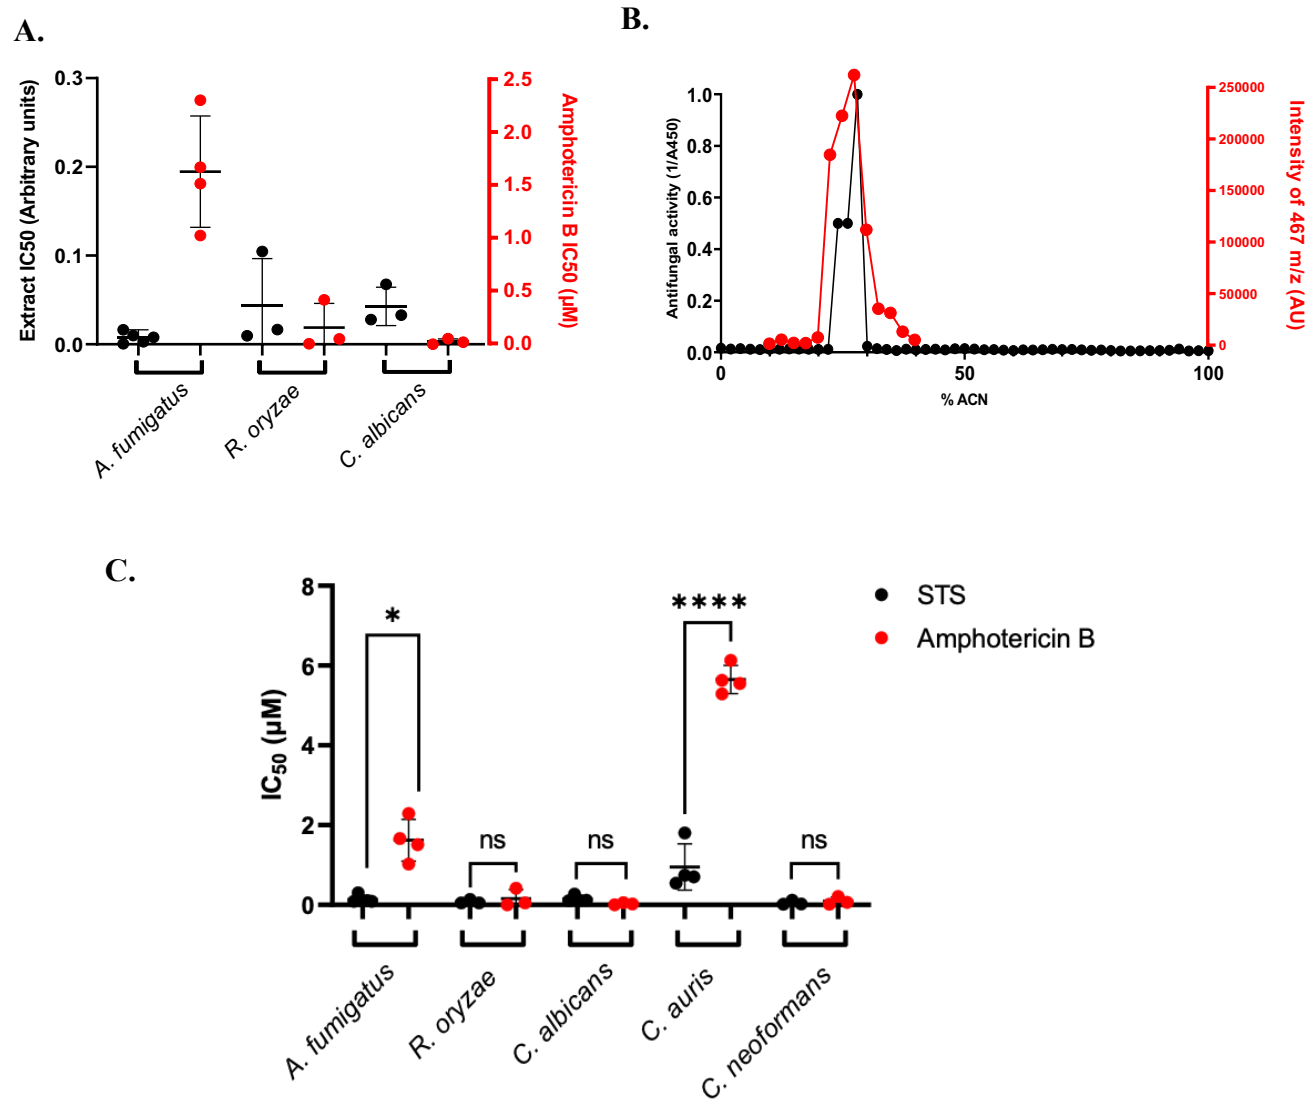 A.
Extract IC50 (Arbitrary units)
0.3
0.2
0.1
0.0
2.5
2.0
1.5
1.0
0.5
0.0
Amphotericin B IC50 (μM)
A. fumigatus
R. oryzae
C. albicans
B.
Antifungal activity (1/A450)
1.0
0.8
0.6
0.4
0.2
0.0
250000
200000
150000
100000
50000
0
Intensity of 467 m/z (AU)
0
50
100
% ACN
C.
IC50 (μM)
8
6
4
2
0
*
ns
ns
****
ns
STS
Amphotericin B
A. fumigatus
R. oryzae
C. albicans
C. auris
C. neoformans